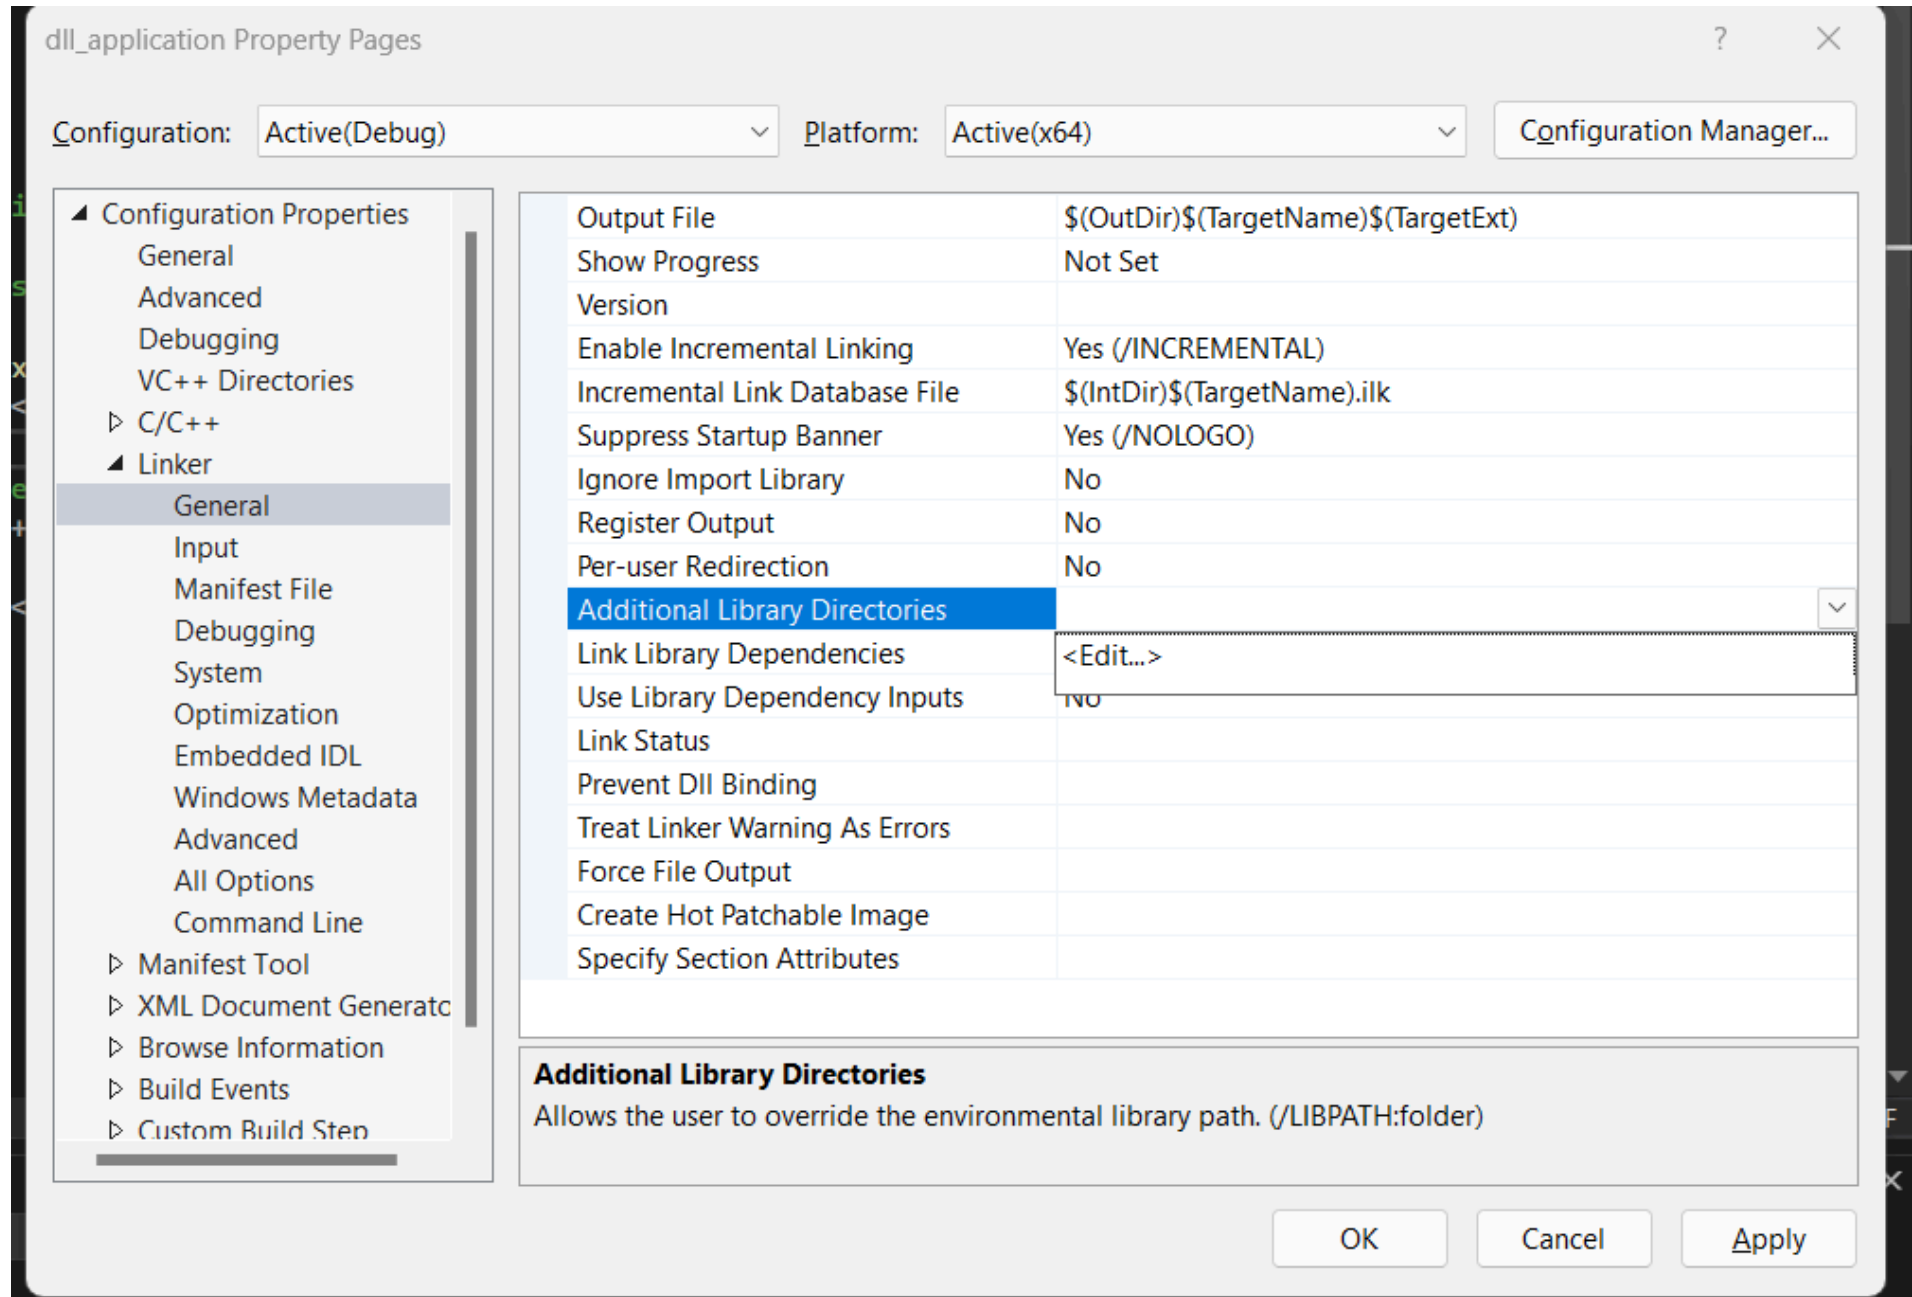 dll_application Property Pages
?
Configuration: Active(Debug) Platform: Active(x64) Configuration Manager...
Configuration Properties
General
Advanced
Debugging
VC++ Directories
C/C++
Linker
General
Input
Manifest File
Debugging
System
Optimization
Embedded IDL
Windows Metadata
Advanced
All Options
Command Line
Manifest Tool
XML Document Generato
Browse Information
Build Events
Custom Build Step
Output File $(OutDir)$(TargetName)$(TargetExt)
Show Progress Not Set
Version
Enable Incremental Linking Yes (/INCREMENTAL)
Incremental Link Database File $(IntDir)$(TargetName).ilk
Suppress Startup Banner Yes (/NOLOGO)
Ignore Import Library No
Register Output No
Per-user Redirection No
Additional Library Directories
Link Library Dependencies <Edit...>
Use Library Dependency Inputs No
Link Status
Prevent Dll Binding
Treat Linker Warning As Errors
Force File Output
Create Hot Patchable Image
Specify Section Attributes
Additional Library Directories
Allows the user to override the environmental library path. (/LIBPATH:folder)
OK Cancel Apply